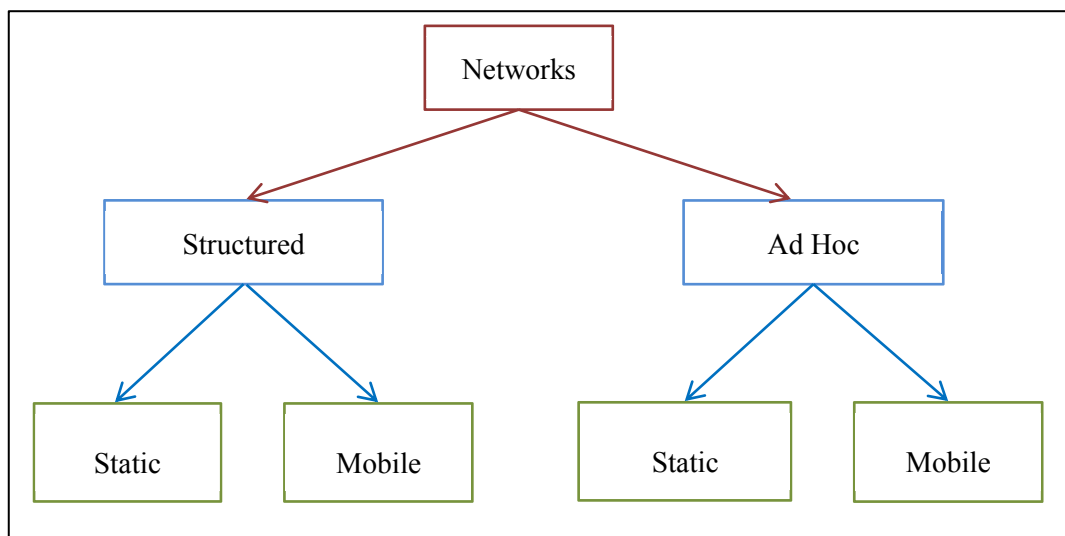 Networks
Structured
Ad Hoc
Static
Mobile
Static
Mobile